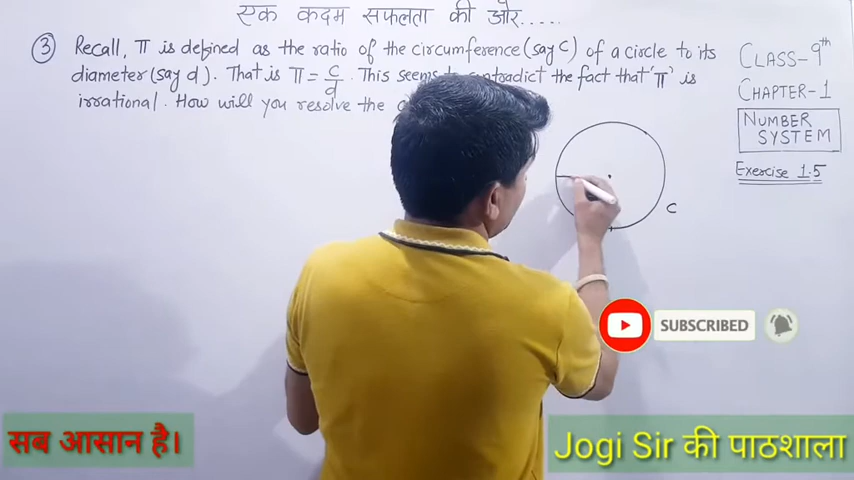 एक कदम सफलता की ओर.....
③ Recall, π is defined as the ratio of the circumference (say c) of a circle to its
diameter (say d). That is π = c/d. This seems to contradict the fact that 'π' is
irrational. How will you resolve the
CLASS-9th
CHAPTER-1
NUMBER
SYSTEM
Exercise 1.5
C
SUBSCRIBED
सब आसान है।
Jogi Sir की पाठशाला